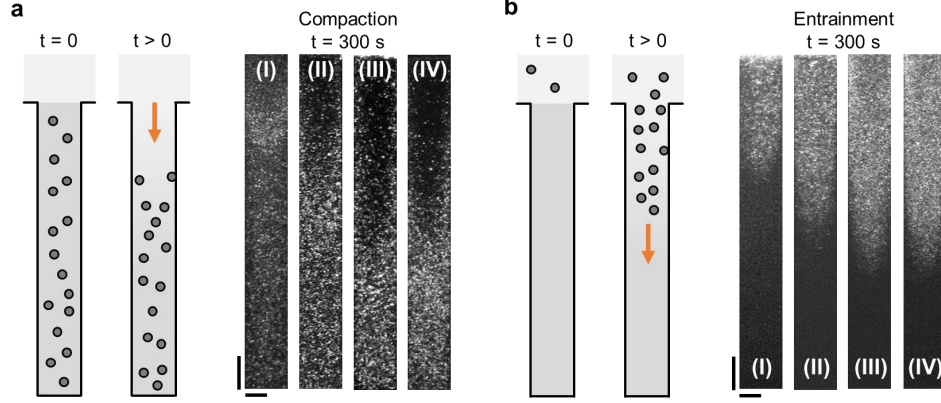 a
Compaction
t = 0
t > 0
t = 300 s
(I)
(II)
(III)
(IV)
b
Entrainment
t = 0
t > 0
t = 300 s
(I)
(II)
(III)
(IV)